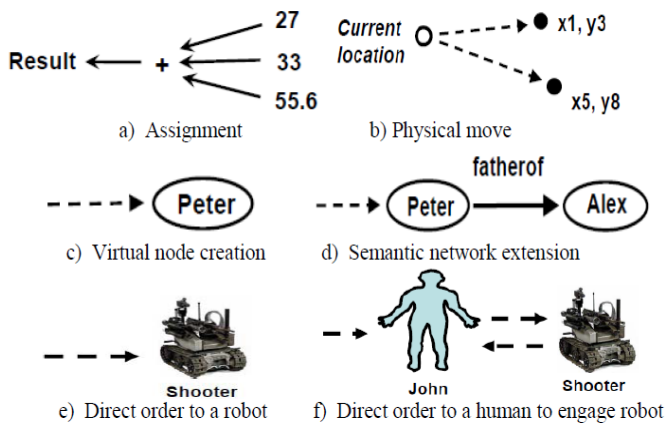 27
Result + 33
55.6
a) Assignment
Current location
x1, y3
x5, y8
b) Physical move
Peter
c) Virtual node creation
fatherof
Peter Alex
d) Semantic network extension
Shooter
e) Direct order to a robot
John
Shooter
f) Direct order to a human to engage robot